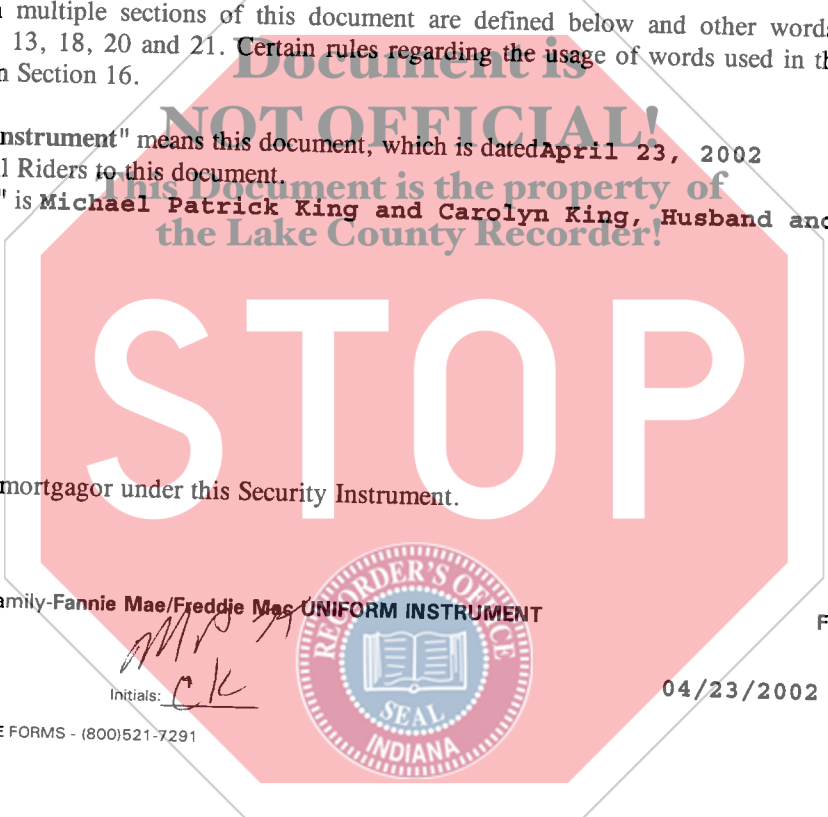 multiple sections of this document are defined below and other words
13, 18, 20 and 21. Certain rules regarding the usage of words used in th
n Section 16.
Document is
NOT OFFICIAL!
nstrument" means this document, which is dated April 23, 2002
l Riders to this document.
This Document is the property of
" is Michael Patrick King and Carolyn King, Husband and
the Lake County Recorder!
STOP
mortgagor under this Security Instrument.
amily-Fannie Mae/Freddie Mac UNIFORM INSTRUMENT
F
RECORDER'S OFFICE
SEAL
INDIANA
MPK
Initials: CK
04/23/2002
E FORMS - (800)521-7291